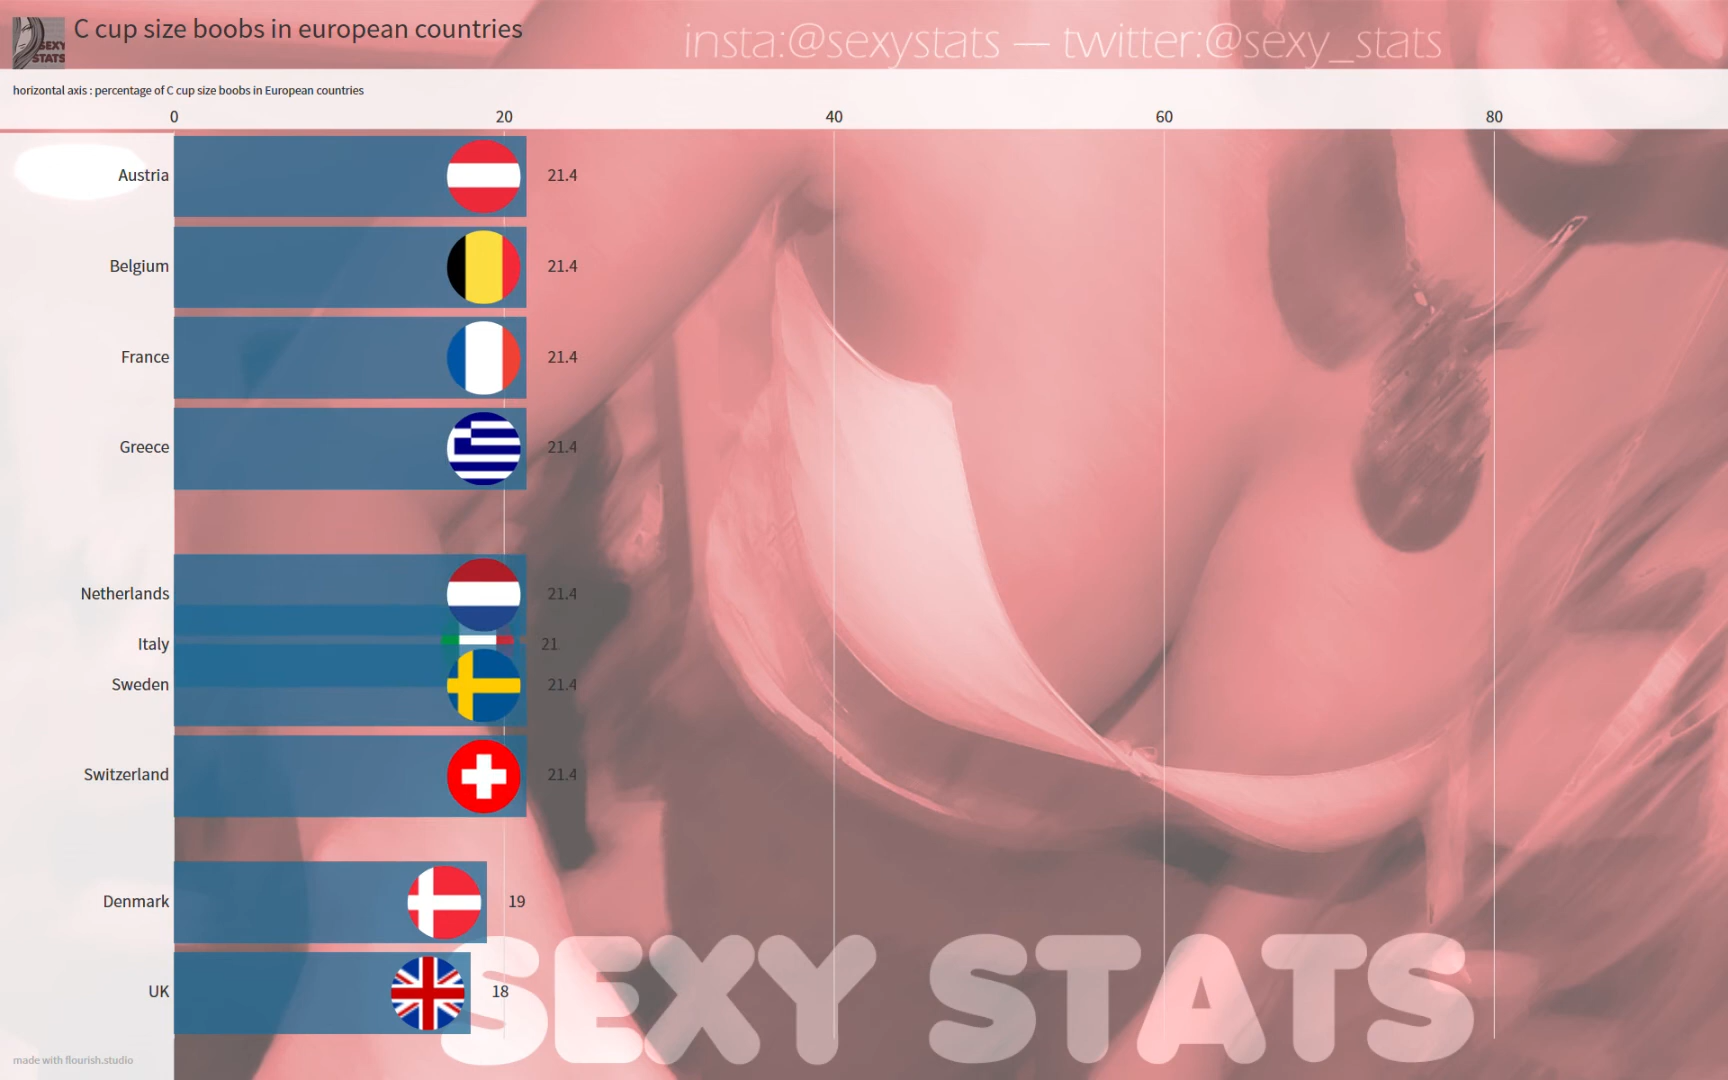 SEXY
STATS
C cup size boobs in european countries
insta:@sexystats — twitter:@sexy_stats
horizontal axis : percentage of C cup size boobs in European countries
0 20 40 60 80
Austria 21.4
Belgium 21.4
France 21.4
Greece 21.4
Netherlands 21.4
Italy 21
Sweden 21.4
Switzerland 21.4
Denmark 19
UK 18
SEXY STATS
made with flourish.studio